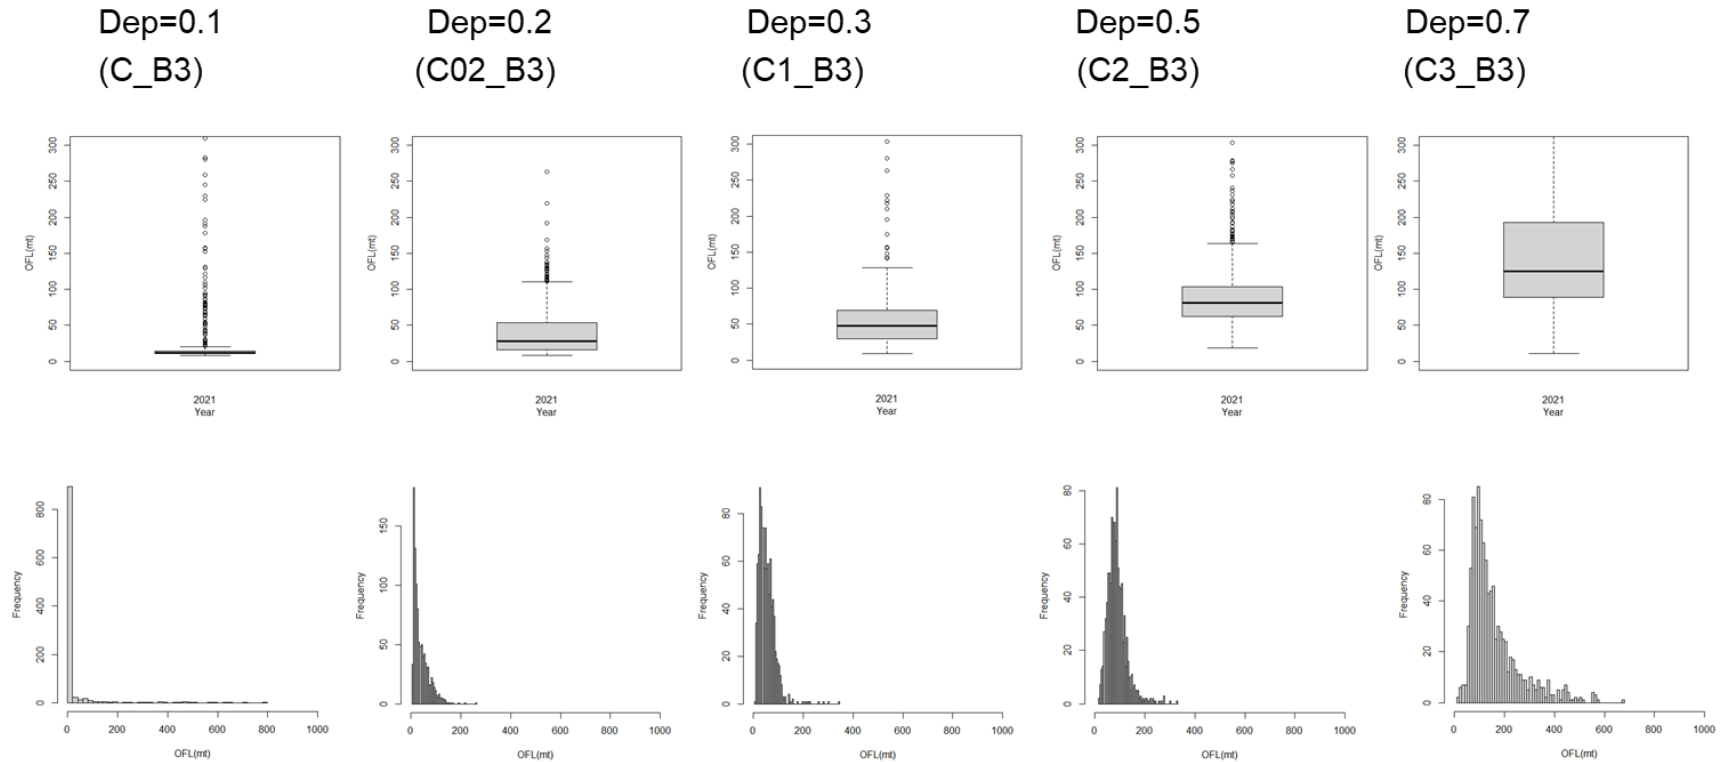 Dep=0.1
(C_B3)
Dep=0.2
(C02_B3)
Dep=0.3
(C1_B3)
Dep=0.5
(C2_B3)
Dep=0.7
(C3_B3)
OFL(mt)
300
250
200
150
100
50
0
2021
Year
OFL(mt)
300
250
200
150
100
50
0
2021
Year
OFL(mt)
300
250
200
150
100
50
0
2021
Year
OFL(mt)
300
250
200
150
100
50
0
2021
Year
OFL(mt)
300
250
200
150
100
50
0
2021
Year
Frequency
800
600
400
200
0
0 200 400 600 800 1000
OFL(mt)
Frequency
150
100
50
0
0 200 400 600 800 1000
OFL(mt)
Frequency
80
60
40
20
0
0 200 400 600 800 1000
OFL(mt)
Frequency
80
60
40
20
0
0 200 400 600 800 1000
OFL(mt)
Frequency
80
60
40
20
0
0 200 400 600 800 1000
OFL(mt)